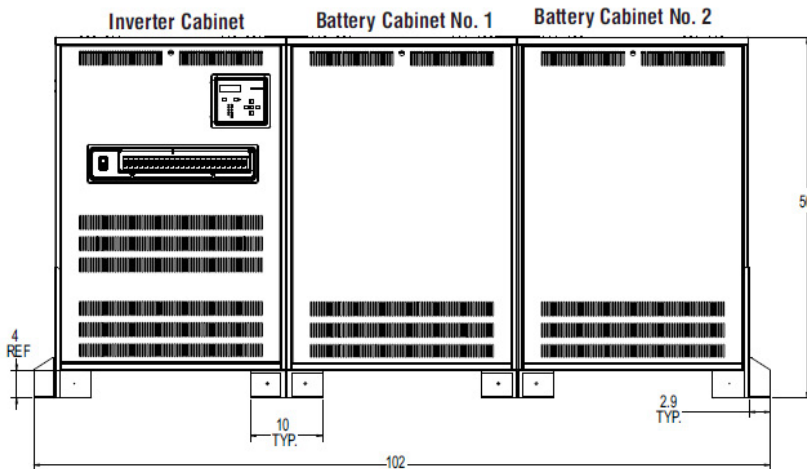 Inverter Cabinet
Battery Cabinet No. 1
Battery Cabinet No. 2
4
REF
10
TYP.
2.9
TYP.
102